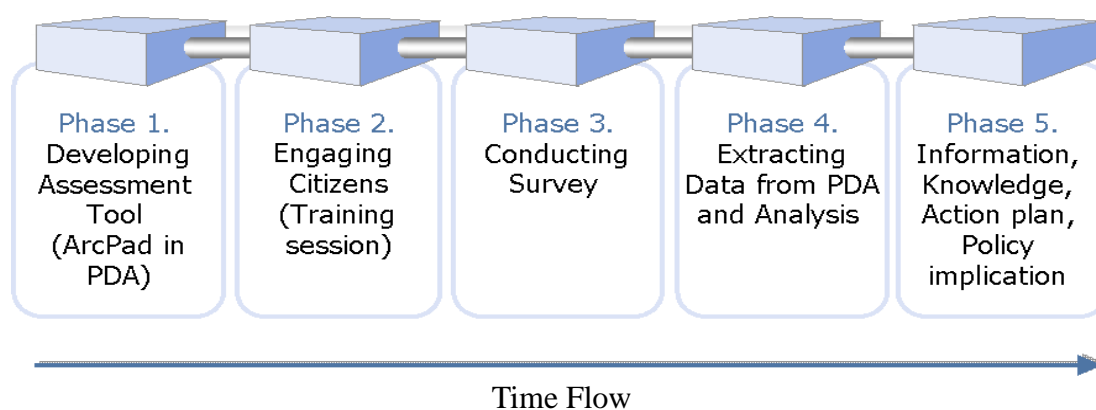 Phase 1.
Developing
Assessment
Tool
(ArcPad in
PDA)
Phase 2.
Engaging
Citizens
(Training
session)
Phase 3.
Conducting
Survey
Phase 4.
Extracting
Data from PDA
and Analysis
Phase 5.
Information,
Knowledge,
Action plan,
Policy
implication
Time Flow